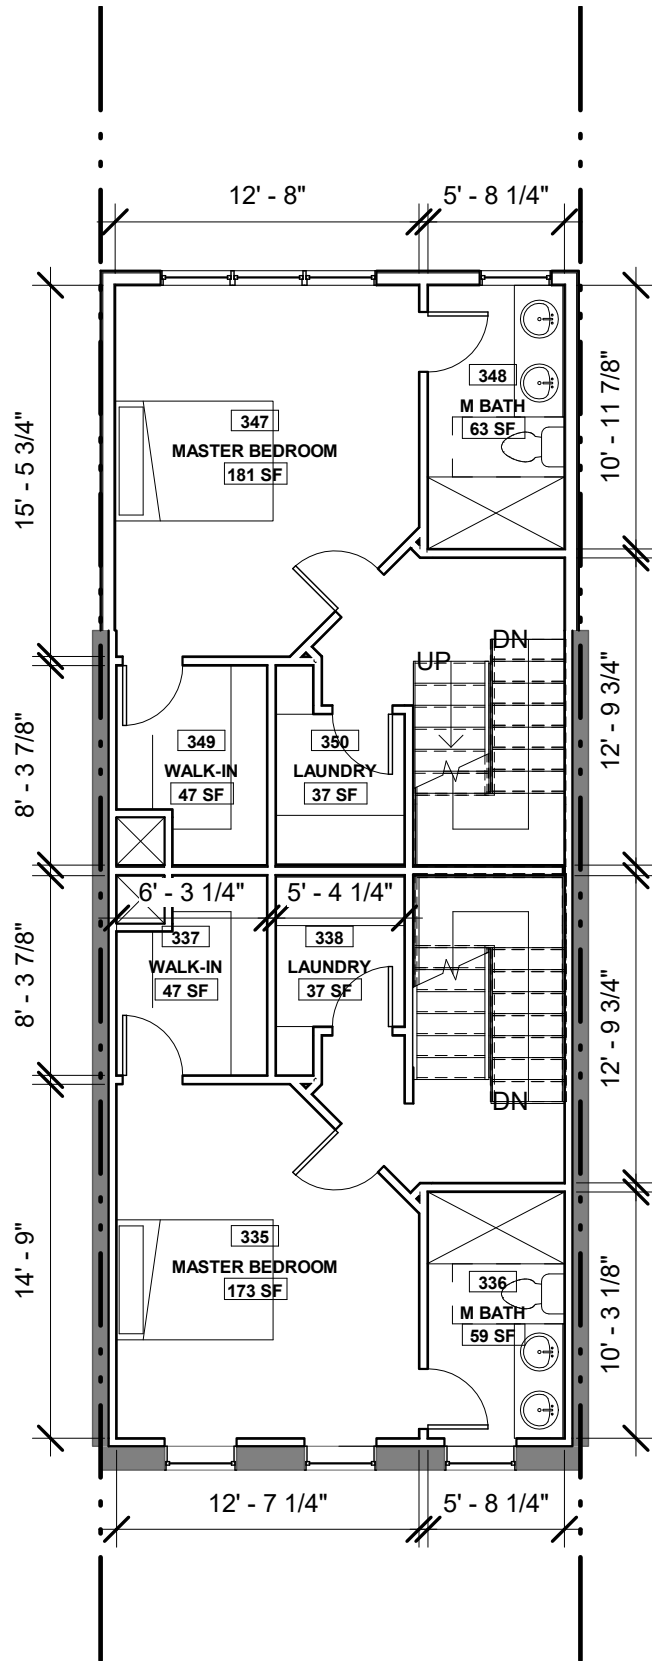 12' - 8"
5' - 8 1/4"
15' - 5 3/4"
10' - 11 7/8"
348
M BATH
63 SF
347
MASTER BEDROOM
181 SF
DN
UP
12' - 9 3/4"
8' - 3 7/8"
349
WALK-IN
47 SF
350
LAUNDRY
37 SF
6' - 3 1/4"
5' - 4 1/4"
8' - 3 7/8"
337
WALK-IN
47 SF
338
LAUNDRY
37 SF
12' - 9 3/4"
DN
14' - 9"
335
MASTER BEDROOM
173 SF
336
M BATH
59 SF
10' - 3 1/8"
12' - 7 1/4"
5' - 8 1/4"